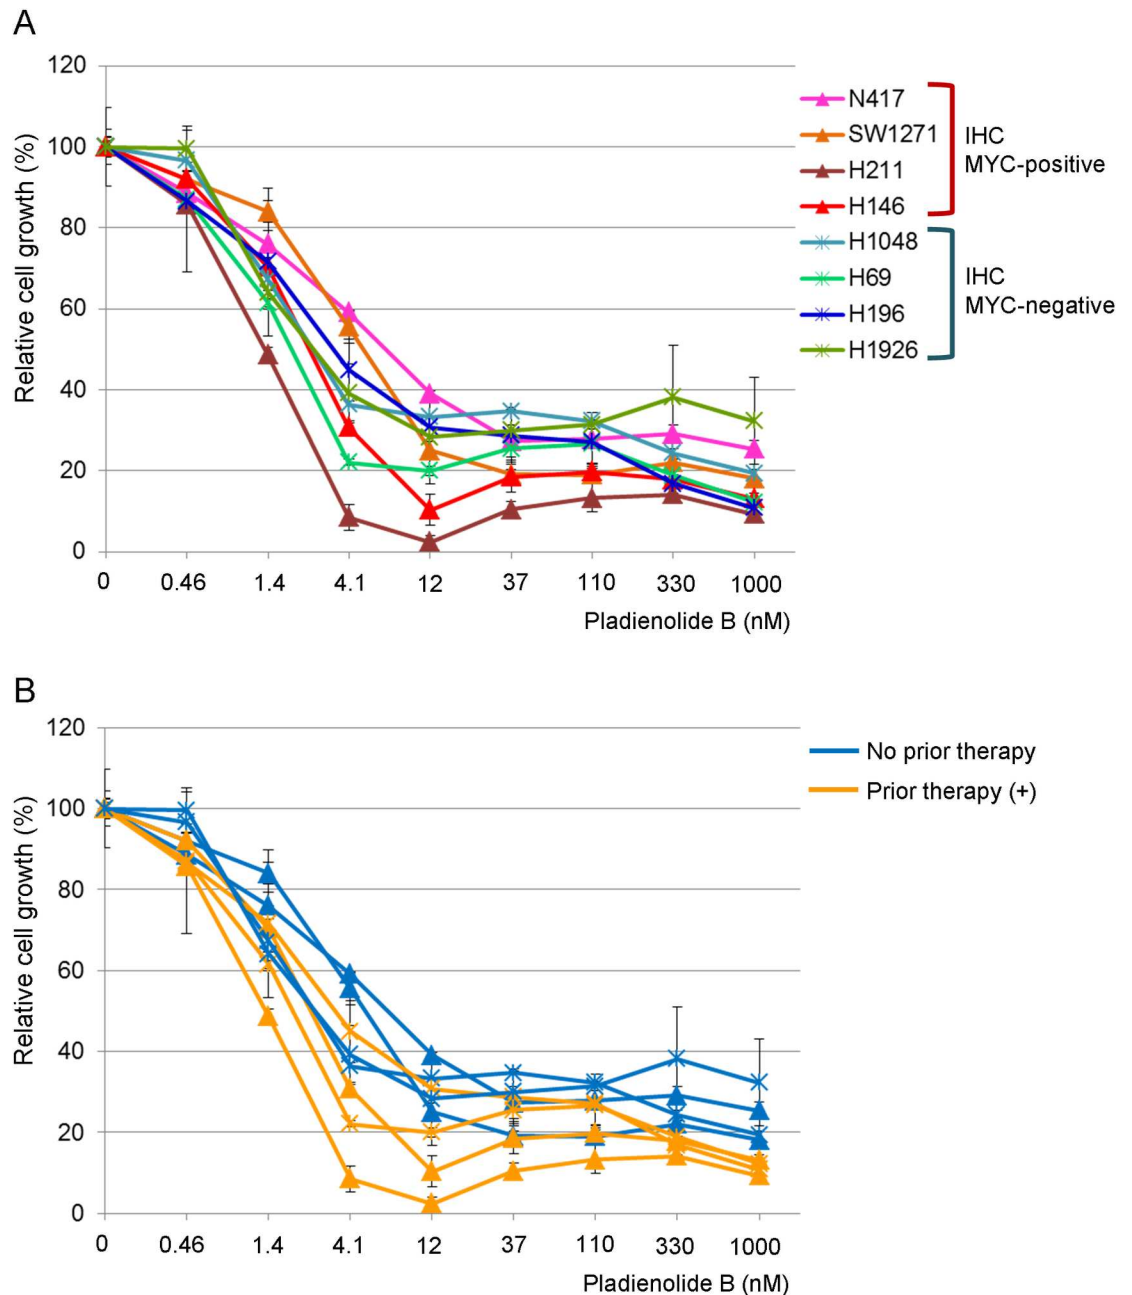 A
120
100
80
60
40
20
0
Relative cell growth (%)
0 0.46 1.4 4.1 12 37 110 330 1000
Pladienolide B (nM)
N417
SW1271
H211
H146
H1048
H69
H196
H1926
IHC
MYC-positive
IHC
MYC-negative
B
120
100
80
60
40
20
0
Relative cell growth (%)
0 0.46 1.4 4.1 12 37 110 330 1000
Pladienolide B (nM)
No prior therapy
Prior therapy (+)